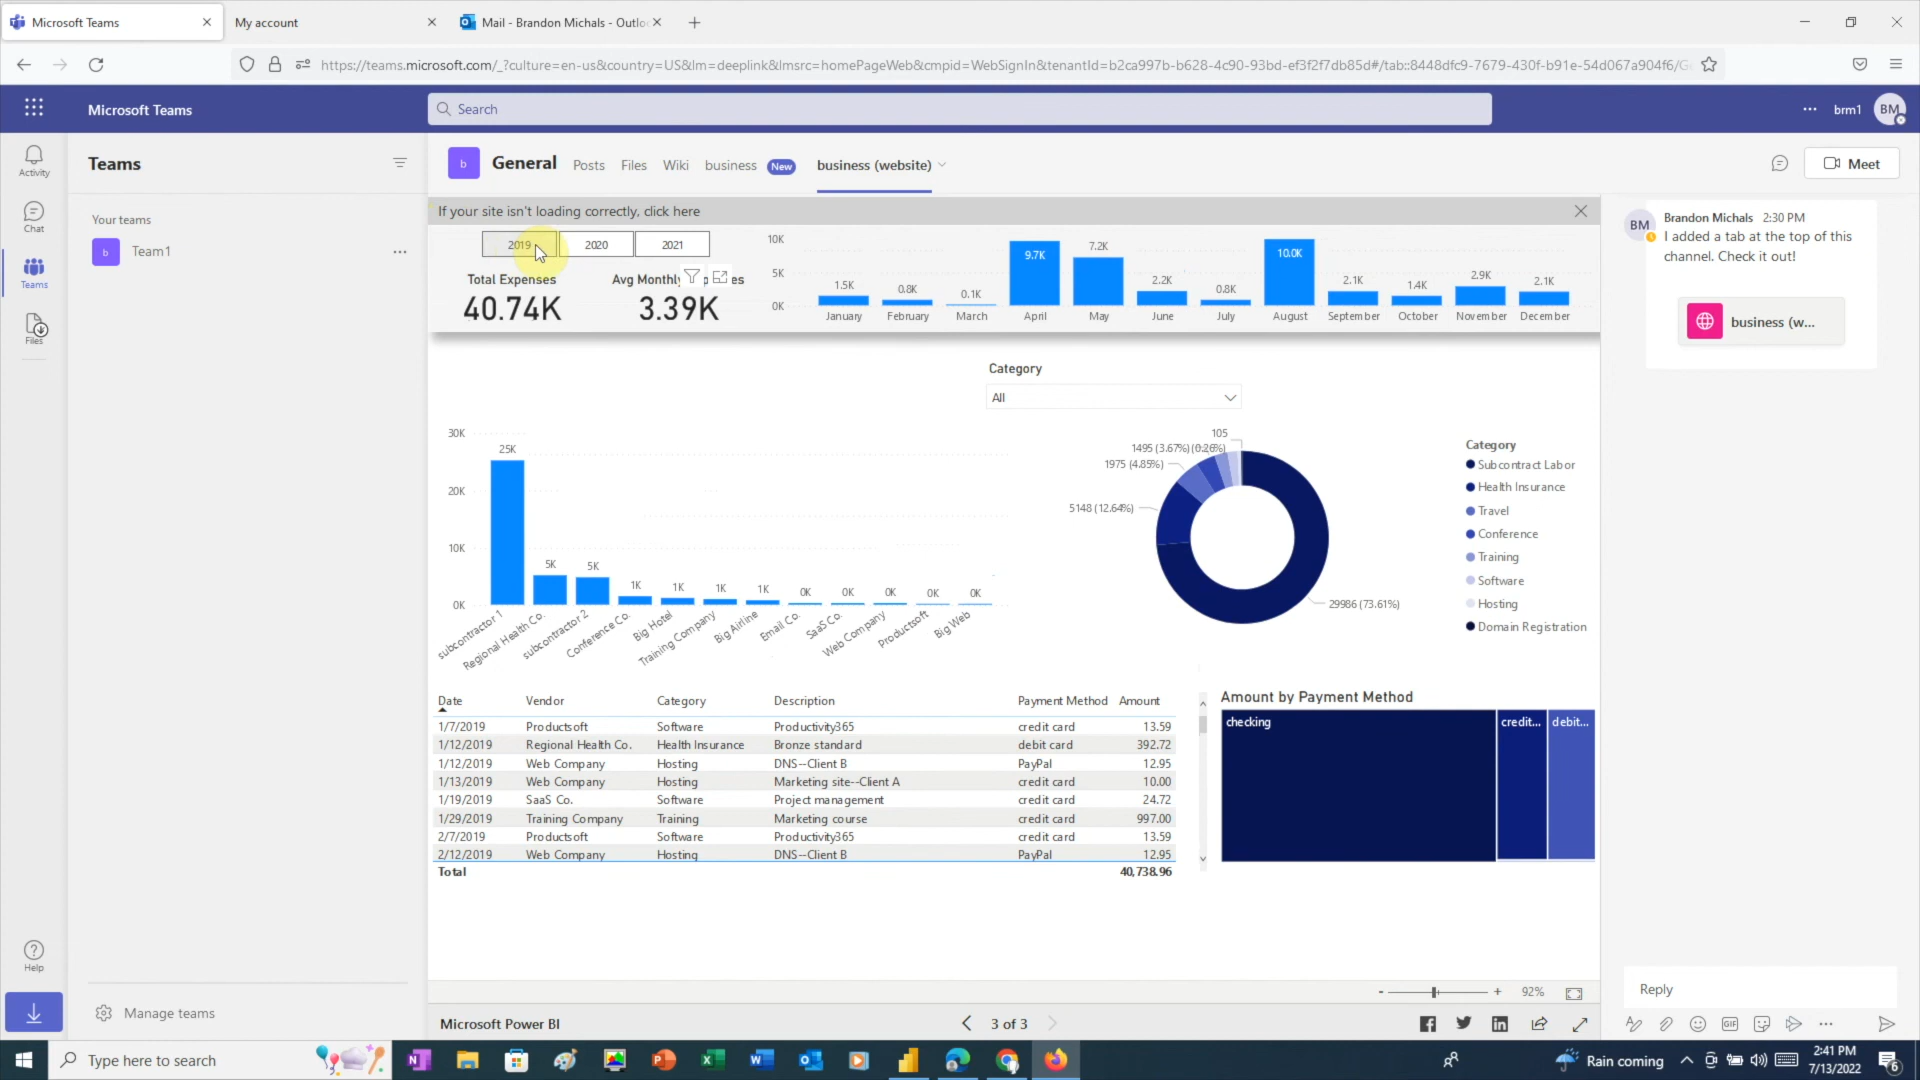 Microsoft Teams
My account
Mail - Brandon Michals - Outlo
https://teams.microsoft.com/_?culture=en-us&country=US&lm=deeplink&lmsrc=homePageWeb&cmpid=WebSignIn&tenantId=b2ca997b-b628-4c90-93bd-ef3f2f7db85d#/tab::8448dfc9-7679-430f-b91e-54d067a904f6/Ge
Microsoft Teams
Search
brm1
BM
Activity
Chat
Teams
Files
Help
Teams
Your teams
b Team1
Manage teams
b General Posts Files Wiki business New business (website)
Meet
If your site isn't loading correctly, click here
2019 2020 2021
Total Expenses
40.74K
3.39K
10K
5K
0K
1.5K 0.8K 0.1K 9.7K 7.2K 2.2K 0.8K 10.0K 2.1K 1.4K 2.9K 2.1K
January February March April May June July August September October November December
Category
All
30K
20K
10K
0K
25K 5K 5K 1K 1K 1K 1K 0K 0K 0K 0K 0K
subcontractor 1
Regional Health Co.
subcontractor 2
Conference Co.
Big Hotel
Training Company
Big Airline
Email Co.
SaaS Co.
Web Company
Productsoft
Big Web
105
1495 (3.67%) (0.26%)
1975 (4.85%)
5148 (12.64%)
29986 (73.61%)
Category
Subcontract Labor
Health Insurance
Travel
Conference
Training
Software
Hosting
Domain Registration
Date Vendor Category Description Payment Method Amount
1/7/2019 Productsoft Software Productivity365 credit card 13.59
1/12/2019 Regional Health Co. Health Insurance Bronze standard debit card 392.72
1/12/2019 Web Company Hosting DNS--Client B PayPal 12.95
1/13/2019 Web Company Hosting Marketing site--Client A credit card 10.00
1/19/2019 SaaS Co. Software Project management credit card 24.72
1/29/2019 Training Company Training Marketing course credit card 997.00
2/7/2019 Productsoft Software Productivity365 credit card 13.59
2/12/2019 Web Company Hosting DNS--Client B PayPal 12.95
Total 40,738.96
Amount by Payment Method
checking
credit...
debit...
- + 92%
Microsoft Power BI
3 of 3
BM
Brandon Michals 2:30 PM
I added a tab at the top of this
channel. Check it out!
business (w...
Reply
GIF
Type here to search
Rain coming
2:41 PM
7/13/2022
6